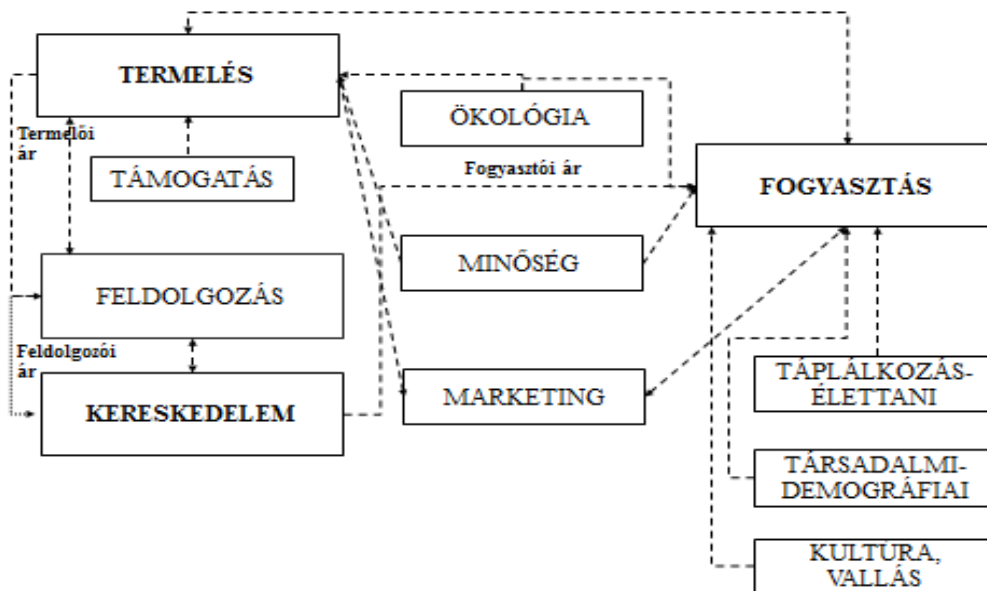 TERMELÉS
ÖKOLÓGIA
Termelői
ár
TÁMOGATÁS
Fogyasztói ár
FOGYASZTÁS
MINŐSÉG
FELDOLGOZÁS
Feldolgozói
ár
KERESKEDELEM
MARKETING
TÁPLÁLKOZÁS-
ÉLETTANI
TÁRSADALMI-
DEMOGRÁFIAI
KULTÚRA,
VALLÁS